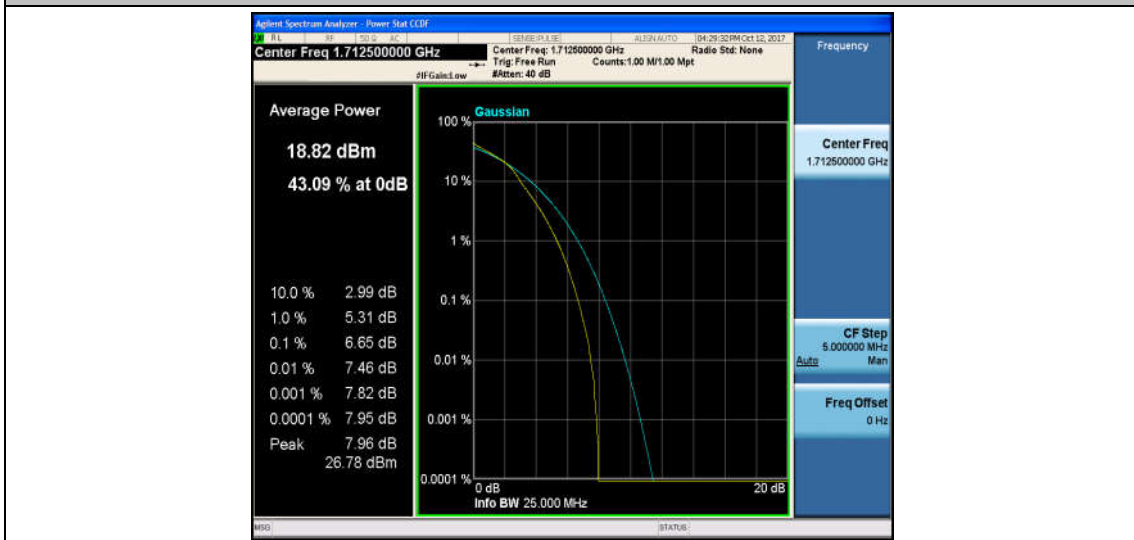 Agilent Spectrum Analyzer - Power Stat CCDF
RL RF 50 Ω AC SENSE:PULSE ALIGN AUTO 04:29:32 PM Oct 12, 2017
Center Freq 1.712500000 GHz
Center Freq: 1.712500000 GHz Radio Std: None
Trig: Free Run Counts:1.00 M/1.00 Mpt
#IFGain:Low #Atten: 40 dB
Frequency
Average Power
18.82 dBm
43.09 % at 0dB
10.0 % 2.99 dB
1.0 % 5.31 dB
0.1 % 6.65 dB
0.01 % 7.46 dB
0.001 % 7.82 dB
0.0001 % 7.95 dB
Peak 7.96 dB
26.78 dBm
Gaussian
100 %
10 %
1 %
0.1 %
0.01 %
0.001 %
0.0001 %
0 dB 20 dB
Info BW 25.000 MHz
Center Freq
1.712500000 GHz
CF Step
5.000000 MHz
Auto Man
Freq Offset
0 Hz
MSG STATUS